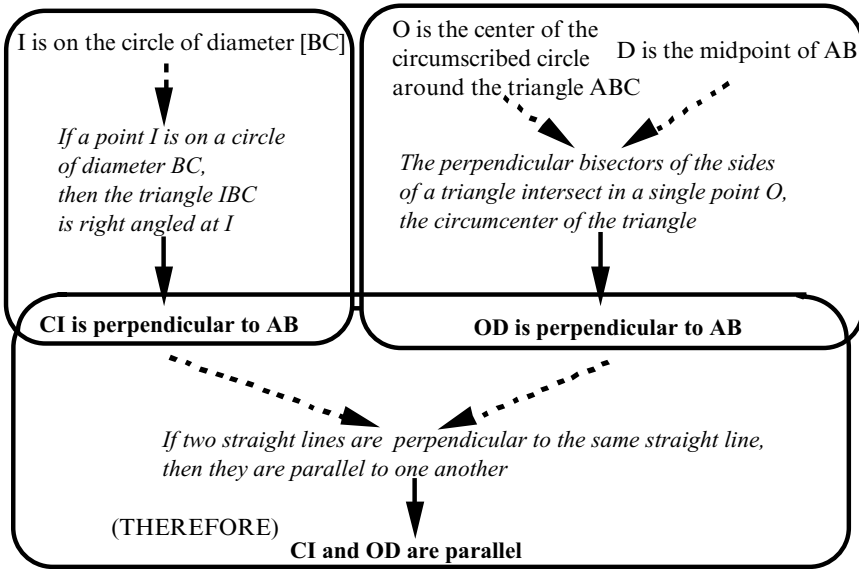 I is on the circle of diameter [BC]
If a point I is on a circle
of diameter BC,
then the triangle IBC
is right angled at I
CI is perpendicular to AB
O is the center of the
circumscribed circle
around the triangle ABC
D is the midpoint of AB
The perpendicular bisectors of the sides
of a triangle intersect in a single point O,
the circumcenter of the triangle
OD is perpendicular to AB
If two straight lines are perpendicular to the same straight line,
then they are parallel to one another
(THEREFORE)
CI and OD are parallel